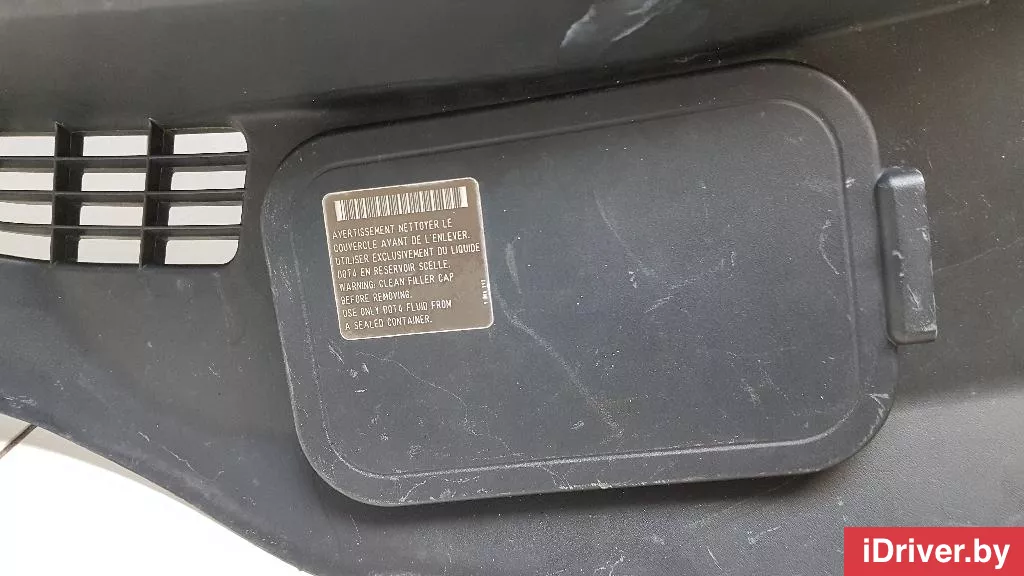 AVERTISSEMENT NETTOYER LE
COUVERCLE AVANT DE L'ENLEVER.
UTILISER EXCLUSIVEMENT DU LIQUIDE
DOT4 EN RESERVOIR SCELLE.
WARNING: CLEAN FILLER CAP
BEFORE REMOVING.
USE ONLY DOT4 FLUID FROM
A SEALED CONTAINER.
iDriver.by